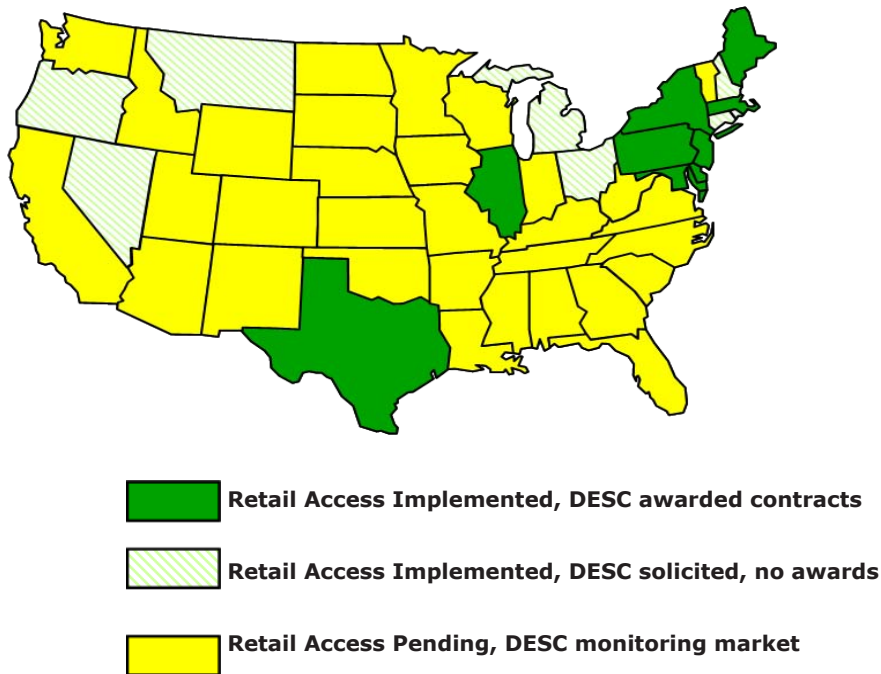 Retail Access Implemented, DESC awarded contracts
Retail Access Implemented, DESC solicited, no awards
Retail Access Pending, DESC monitoring market